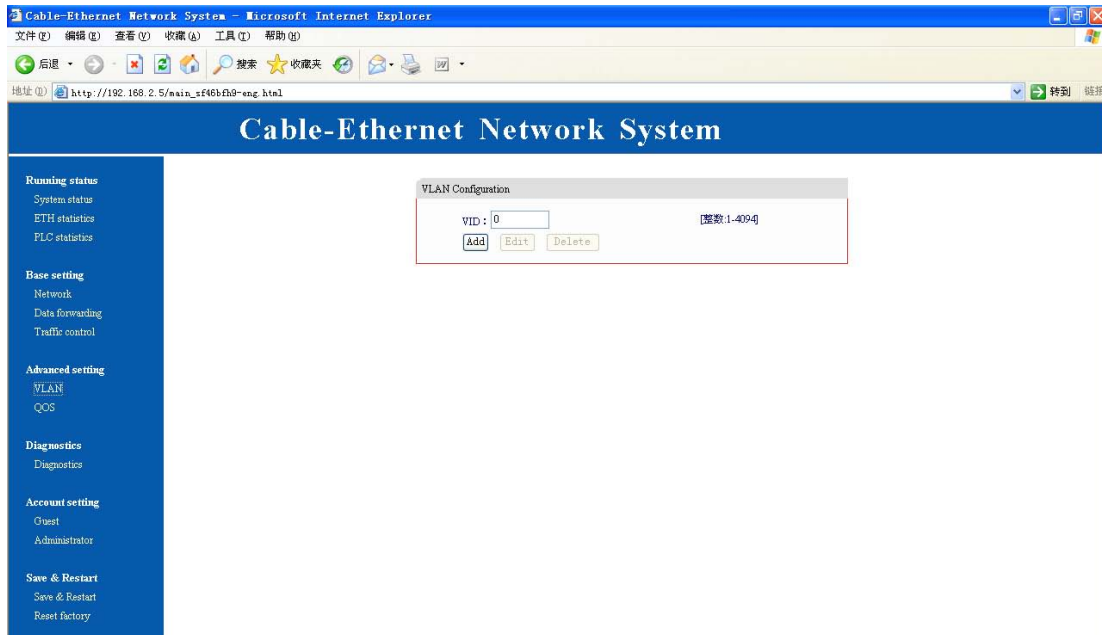 Cable-Ethernet Network System - Microsoft Internet Explorer
文件(F) 编辑(E) 查看(V) 收藏(A) 工具(T) 帮助(H)
后退 搜索 收藏夹
地址(D) http://192.168.2.5/main_sf46bfh9-eng.html 转到
Cable-Ethernet Network System
Running status
System status
ETH statistics
PLC statistics
Base setting
Network
Data forwarding
Traffic control
Advanced setting
VLAN
QOS
Diagnostics
Diagnostics
Account setting
Guest
Administrator
Save & Restart
Save & Restart
Reset factory
VLAN Configuration
VID: 0 [整数:1-4094]
Add Edit Delete